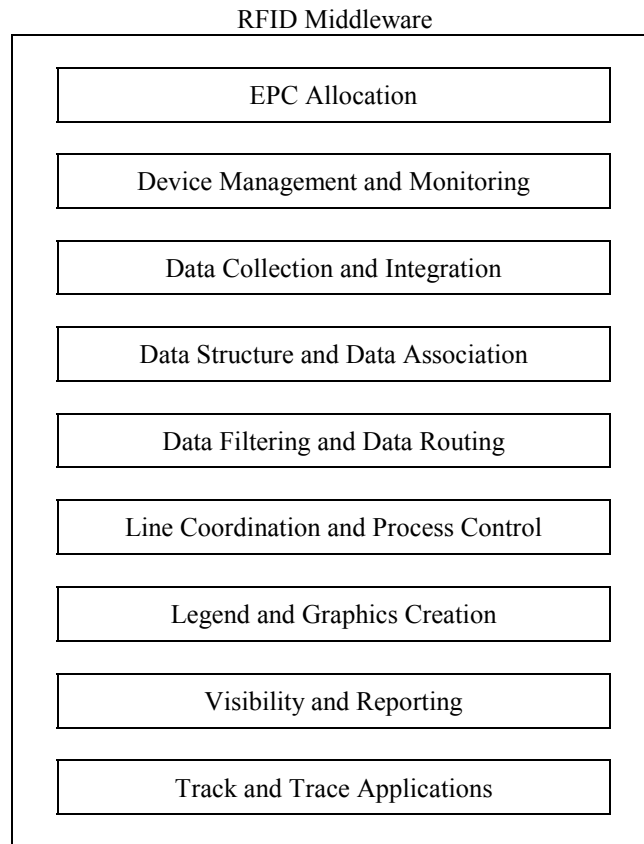 RFID Middleware
EPC Allocation
Device Management and Monitoring
Data Collection and Integration
Data Structure and Data Association
Data Filtering and Data Routing
Line Coordination and Process Control
Legend and Graphics Creation
Visibility and Reporting
Track and Trace Applications